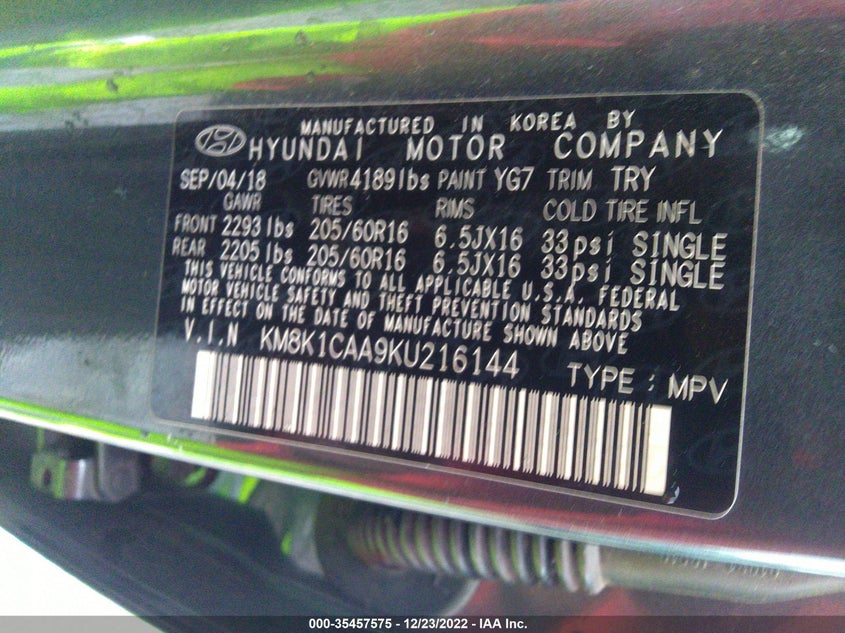 MANUFACTURED IN KOREA BY
HYUNDAI MOTOR COMPANY
SEP/04/18 GVWR 4189 lbs PAINT YG7 TRIM TRY
GAWR TIRES RIMS COLD TIRE INFL
FRONT 2293 lbs 205/60R16 6.5JX16 33psi SINGLE
REAR 2205 lbs 205/60R16 6.5JX16 33psi SINGLE
THIS VEHICLE CONFORMS TO ALL APPLICABLE U.S.A. FEDERAL
MOTOR VEHICLE SAFETY AND THEFT PREVENTION STANDARDS
IN EFFECT ON THE DATE OF MANUFACTURE SHOWN ABOVE
V.I.N KM8K1CAA9KU216144
TYPE : MPV
000-35457575 - 12/23/2022 - IAA Inc.